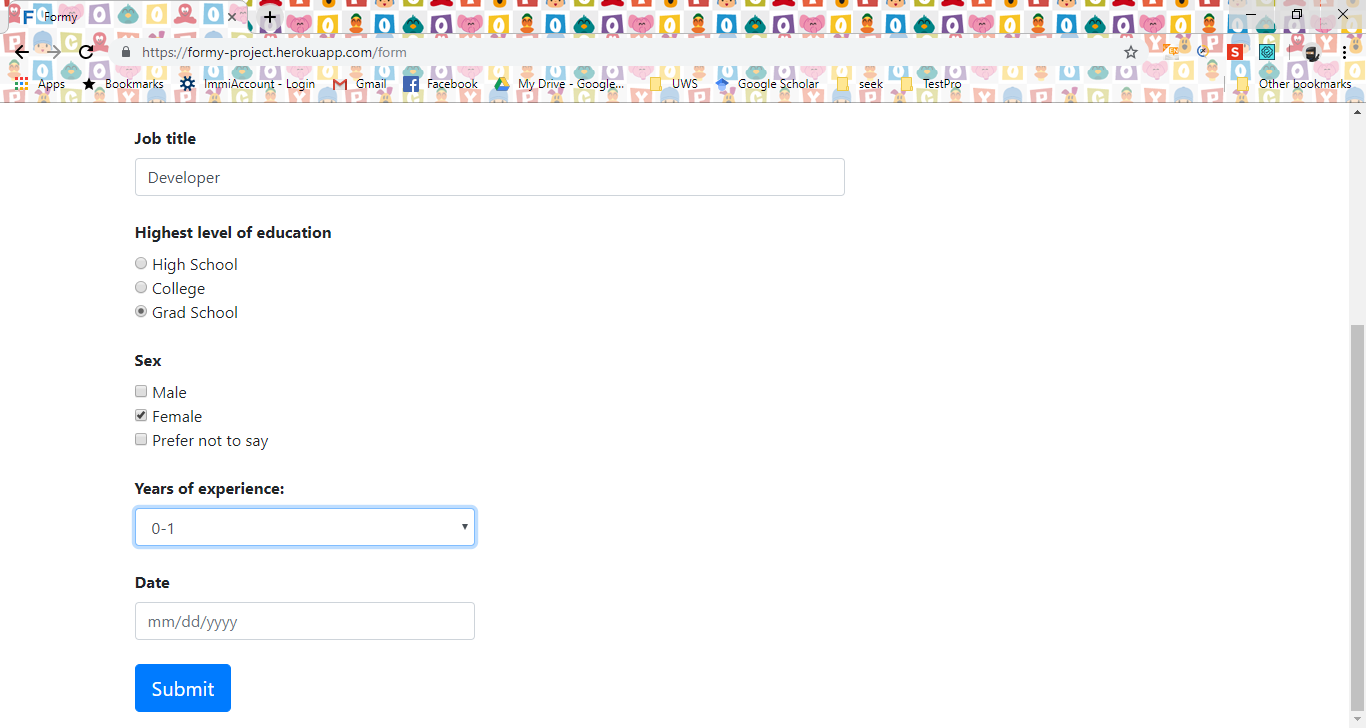 Formy
https://formy-project.herokuapp.com/form
Apps Bookmarks ImmiAccount - Login Gmail Facebook My Drive - Google... UWS Google Scholar seek TestPro Other bookmarks
Job title
Developer
Highest level of education
High School
College
Grad School
Sex
Male
Female
Prefer not to say
Years of experience:
0-1
Date
mm/dd/yyyy
Submit